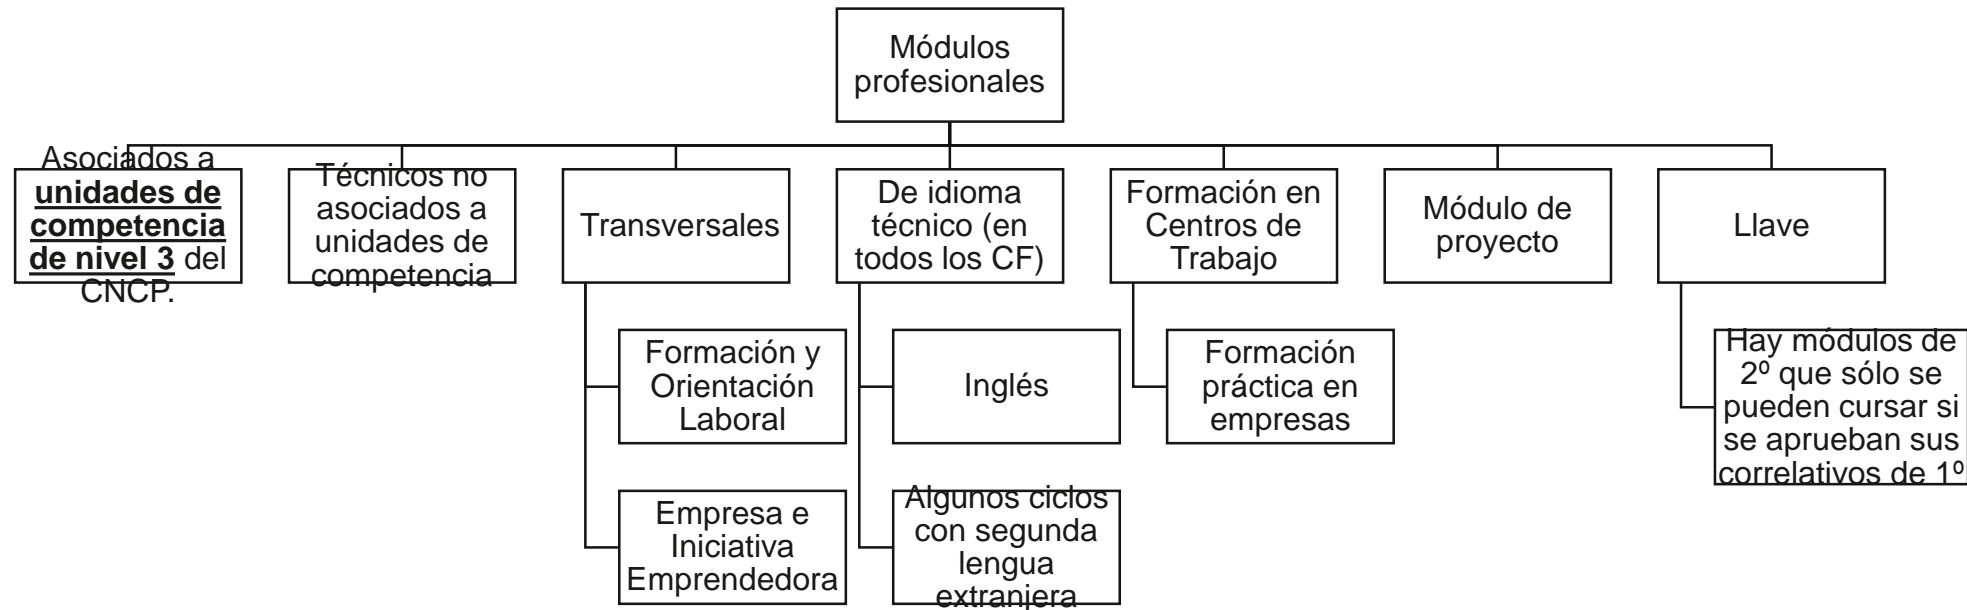 Módulos
profesionales
Asociados a
unidades de
competencia
de nivel 3 del
CNCP.
Técnicos no
asociados a
unidades de
competencia
Transversales
De idioma
técnico (en
todos los CF)
Formación en
Centros de
Trabajo
Módulo de
proyecto
Llave
Formación y
Orientación
Laboral
Empresa e
Iniciativa
Emprendedora
Inglés
Algunos ciclos
con segunda
lengua
extranjera
Formación
práctica en
empresas
Hay módulos de
2º que sólo se
pueden cursar si
se aprueban sus
correlativos de 1º